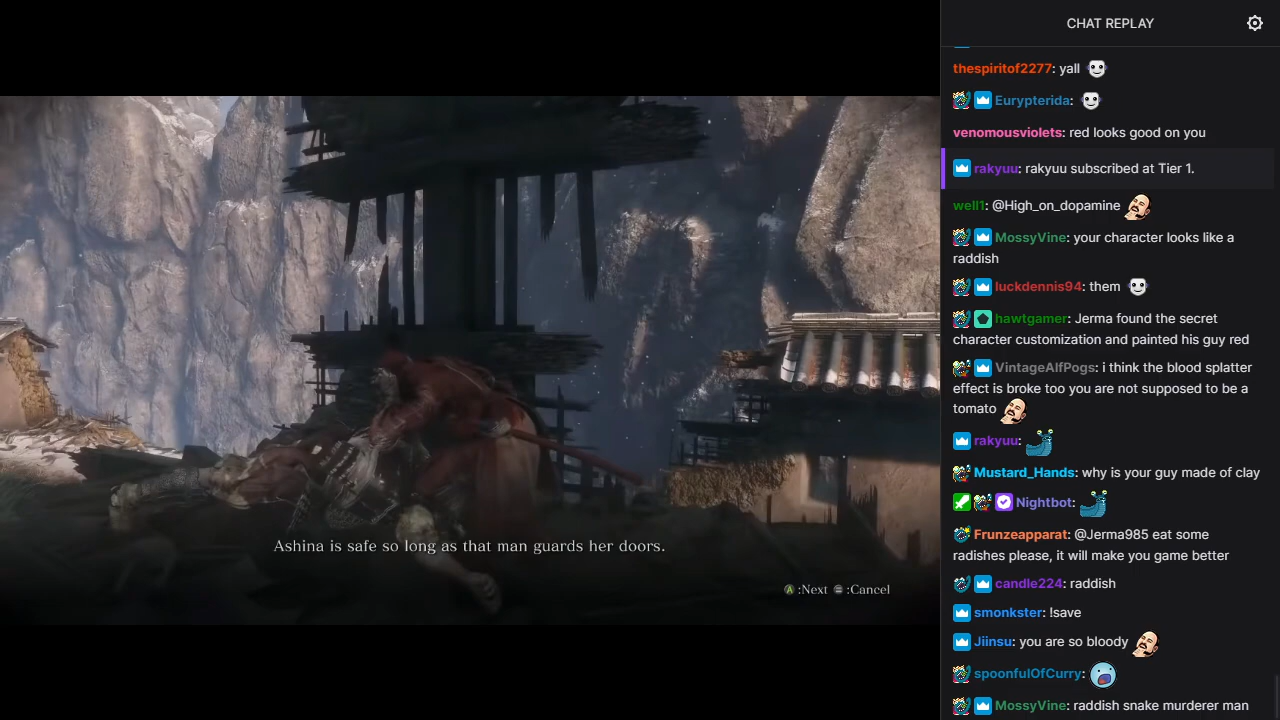 Ashina is safe so long as that man guards her doors.
A :Next :Cancel
CHAT REPLAY
thespiritof2277: yall
Eurypterida:
venomousviolets: red looks good on you
rakyuu: rakyuu subscribed at Tier 1.
well1: @High_on_dopamine
MossyVine: your character looks like a
raddish
luckdennis94: them
hawtgamer: Jerma found the secret
character customization and painted his guy red
VintageAlfPogs: i think the blood splatter
effect is broke too you are not supposed to be a
tomato
rakyuu:
Mustard_Hands: why is your guy made of clay
Nightbot:
Frunzeapparat: @Jerma985 eat some
radishes please, it will make you game better
candle224: raddish
smonkster: !save
Jiinsu: you are so bloody
spoonfulOfCurry:
MossyVine: raddish snake murderer man